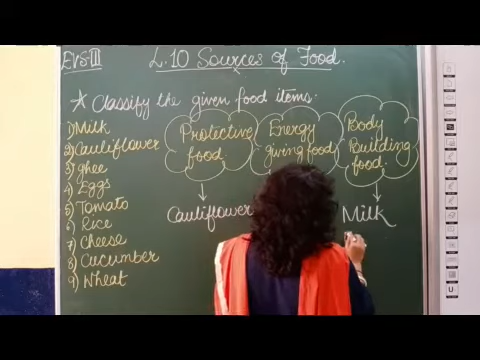 EVS-III
L.10 Sources of Food.
* Classify the given food items.
1) Milk
2) Cauliflower
3) ghee
4) Eggs
5) Tomato
6) Rice
7) Cheese
8) Cucumber
9) Wheat
Protective
food.
Energy
giving food
Body
Building
food.
Cauliflower
Milk
U